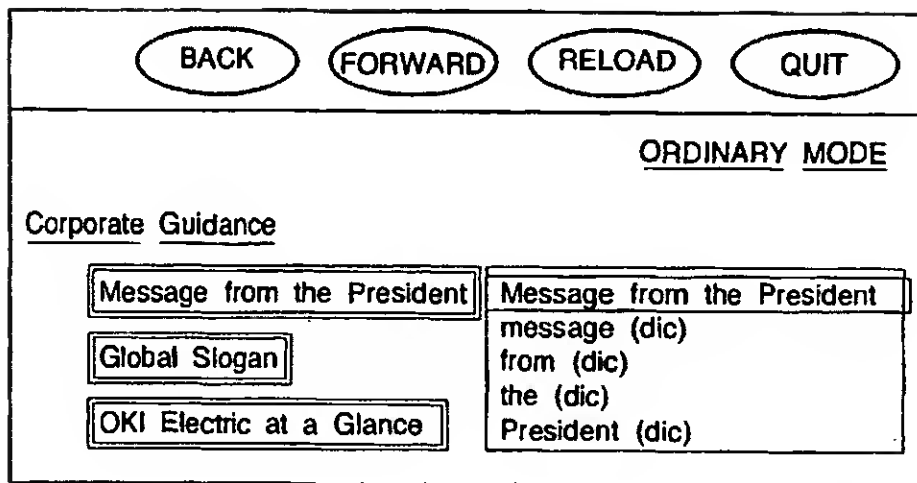 BACK FORWARD RELOAD QUIT
ORDINARY MODE
Corporate Guidance
Message from the President
Global Slogan
OKI Electric at a Glance
Message from the President
message (dic)
from (dic)
the (dic)
President (dic)